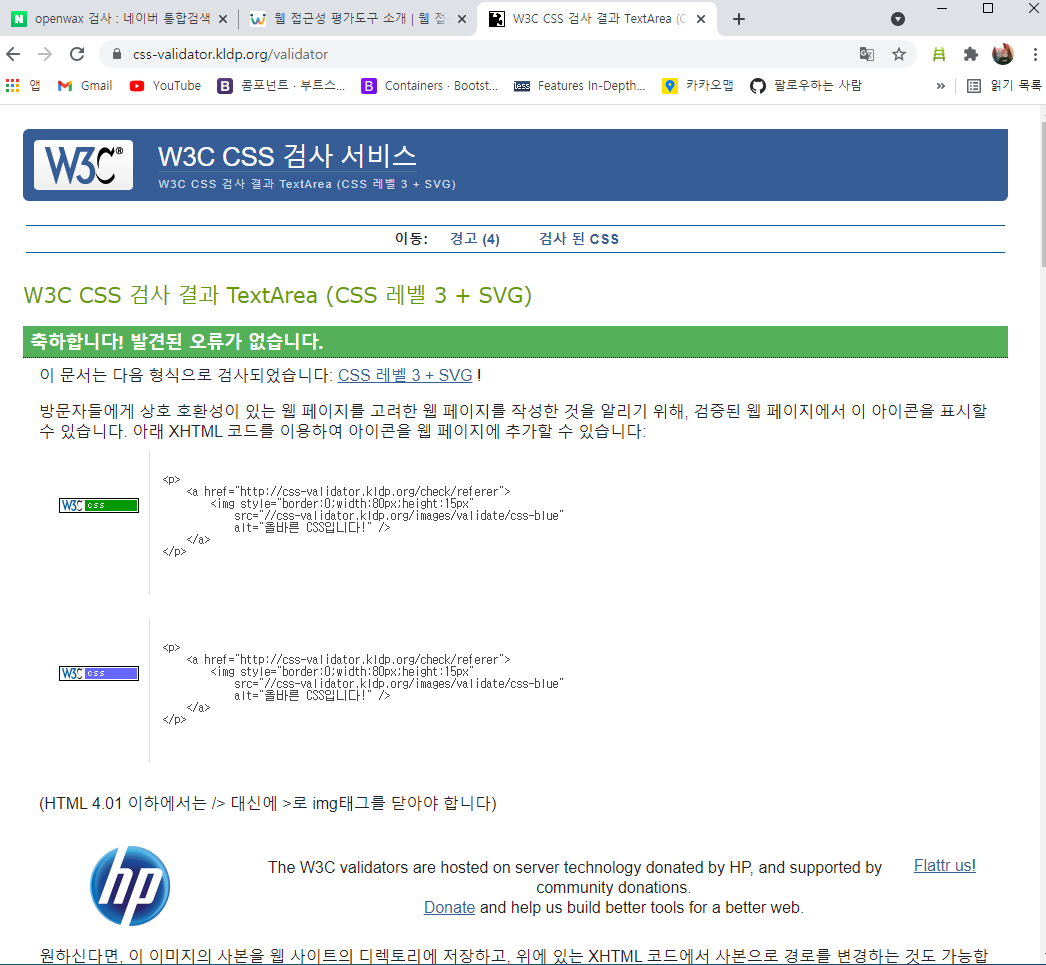 openwax 검사 : 네이버 통합검색
웹 접근성 평가도구 소개 | 웹 접
W3C CSS 검사 결과 TextArea (C
css-validator.kldp.org/validator
앱 Gmail YouTube 콤포넌트 · 부트스... Containers · Bootst... Features In-Depth... 카카오맵 팔로우하는 사람 » 읽기 목록
W3C® W3C CSS 검사 서비스
W3C CSS 검사 결과 TextArea (CSS 레벨 3 + SVG)
이동: 경고 (4) 검사 된 CSS
W3C CSS 검사 결과 TextArea (CSS 레벨 3 + SVG)
축하합니다! 발견된 오류가 없습니다.
이 문서는 다음 형식으로 검사되었습니다: CSS 레벨 3 + SVG !
방문자들에게 상호 호환성이 있는 웹 페이지를 고려한 웹 페이지를 작성한 것을 알리기 위해, 검증된 웹 페이지에서 이 아이콘을 표시할
수 있습니다. 아래 XHTML 코드를 이용하여 아이콘을 웹 페이지에 추가할 수 있습니다:
W3C css
<p>
<a href="http://css-validator.kldp.org/check/referer">
<img style="border:0;width:80px;height:15px"
src="//css-validator.kldp.org/images/validate/css-blue"
alt="올바른 CSS입니다!" />
</a>
</p>
W3C css
<p>
<a href="http://css-validator.kldp.org/check/referer">
<img style="border:0;width:80px;height:15px"
src="//css-validator.kldp.org/images/validate/css-blue"
alt="올바른 CSS입니다!" />
</a>
</p>
(HTML 4.01 이하에서는 /> 대신에 >로 img태그를 닫아야 합니다)
hp
The W3C validators are hosted on server technology donated by HP, and supported by
community donations.
Donate and help us build better tools for a better web.
Flattr us!
원하신다면, 이 이미지의 사본을 웹 사이트의 디렉토리에 저장하고, 위에 있는 XHTML 코드에서 사본으로 경로를 변경하는 것도 가능합